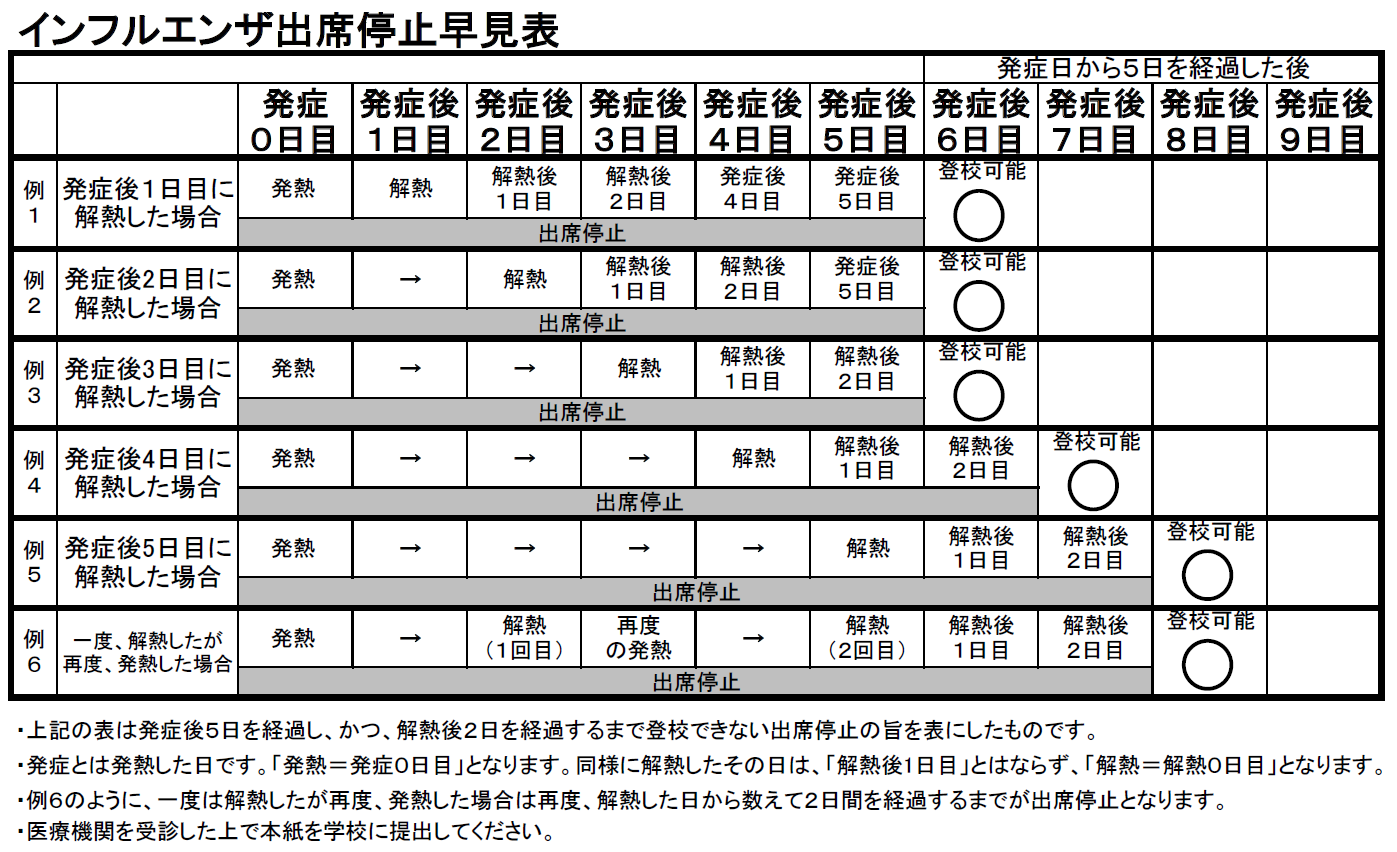 インフルエンザ出席停止早見表
発症日から5日を経過した後
発症 0日目 発症後 1日目 発症後 2日目 発症後 3日目 発症後 4日目 発症後 5日目 発症後 6日目 発症後 7日目 発症後 8日目 発症後 9日目
例1 発症後1日目に解熱した場合 発熱 解熱 解熱後1日目 解熱後2日目 発症後4日目 発症後5日目 登校可能 ○
出席停止
例2 発症後2日目に解熱した場合 発熱 → 解熱 解熱後1日目 解熱後2日目 発症後5日目 登校可能 ○
出席停止
例3 発症後3日目に解熱した場合 発熱 → → 解熱 解熱後1日目 解熱後2日目 登校可能 ○
出席停止
例4 発症後4日目に解熱した場合 発熱 → → → 解熱 解熱後1日目 解熱後2日目 登校可能 ○
出席停止
例5 発症後5日目に解熱した場合 発熱 → → → → 解熱 解熱後1日目 解熱後2日目 登校可能 ○
出席停止
例6 一度、解熱したが再度、発熱した場合 発熱 → 解熱(1回目) 再度の発熱 → 解熱(2回目) 解熱後1日目 解熱後2日目 登校可能 ○
出席停止
・上記の表は発症後5日を経過し、かつ、解熱後2日を経過するまで登校できない出席停止の旨を表にしたものです。
・発症とは発熱した日です。「発熱=発症0日目」となります。同様に解熱したその日は、「解熱後1日目」とはならず、「解熱=解熱0日目」となります。
・例6のように、一度は解熱したが再度、発熱した場合は再度、解熱した日から数えて2日間を経過するまでが出席停止となります。
・医療機関を受診した上で本紙を学校に提出してください。